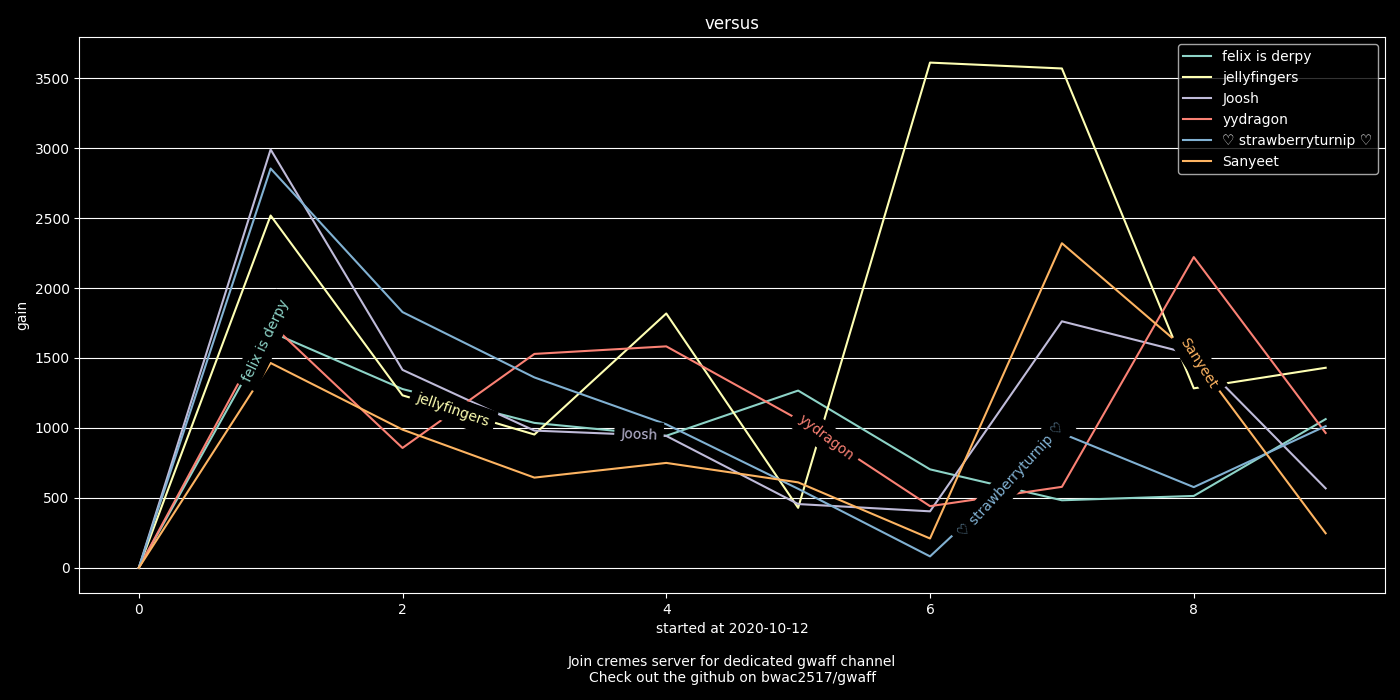 versus
3500
3000
2500
2000
1500
1000
500
0
gain
felix is derpy
jellyfingers
Joosh
yydragon
♡ strawberryturnip ♡
Sanyeet
felix is derpy
jellyfingers
Joosh
yydragon
♡ strawberryturnip ♡
Sanyeet
0 2 4 6 8
started at 2020-10-12
Join cremes server for dedicated gwaff channel
Check out the github on bwac2517/gwaff